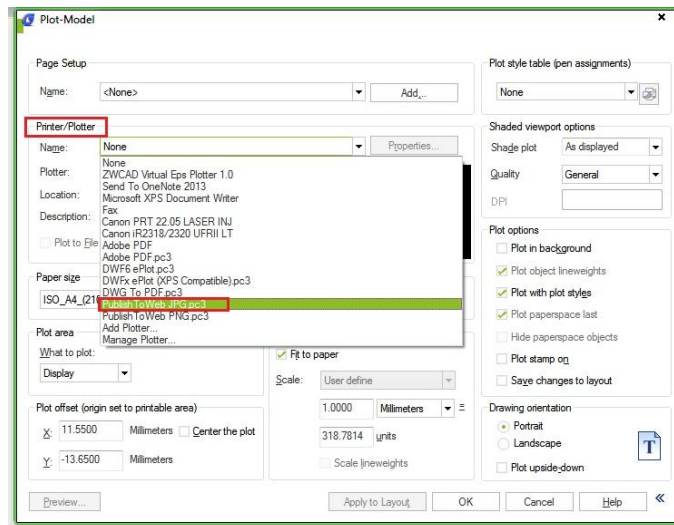 Plot-Model
Page Setup
Name: <None> Add...
Printer/Plotter
Name: None Properties...
None
Plotter: ZWCAD Virtual Eps Plotter 1.0
Send To OneNote 2013
Location: Microsoft XPS Document Writer
Fax
Description: Canon PRT 22.05 LASER INJ
Canon iR2318/2320 UFRII LT
Plot to File Adobe PDF
Adobe PDF.pc3
DWF6 ePlot.pc3
DWFx ePlot (XPS Compatible).pc3
DWG To PDF.pc3
PublishToWeb JPG.pc3
PublishToWeb PNG.pc3
Add Plotter...
Manage Plotter...
Paper size
ISO_A4_(210
Plot area
What to plot:
Display
Fit to paper
Scale: User define
1.0000 Millimeters =
318.7814 units
Scale lineweights
Plot offset (origin set to printable area)
X: 11.5500 Millimeters Center the plot
Y: -13.6500 Millimeters
Plot style table (pen assignments)
None
Shaded viewport options
Shade plot As displayed
Quality General
DPI
Plot options
Plot in background
Plot object lineweights
Plot with plot styles
Plot paperspace last
Hide paperspace objects
Plot stamp on
Save changes to layout
Drawing orientation
Portrait
Landscape
Plot upside-down
T
Preview... Apply to Layout OK Cancel Help